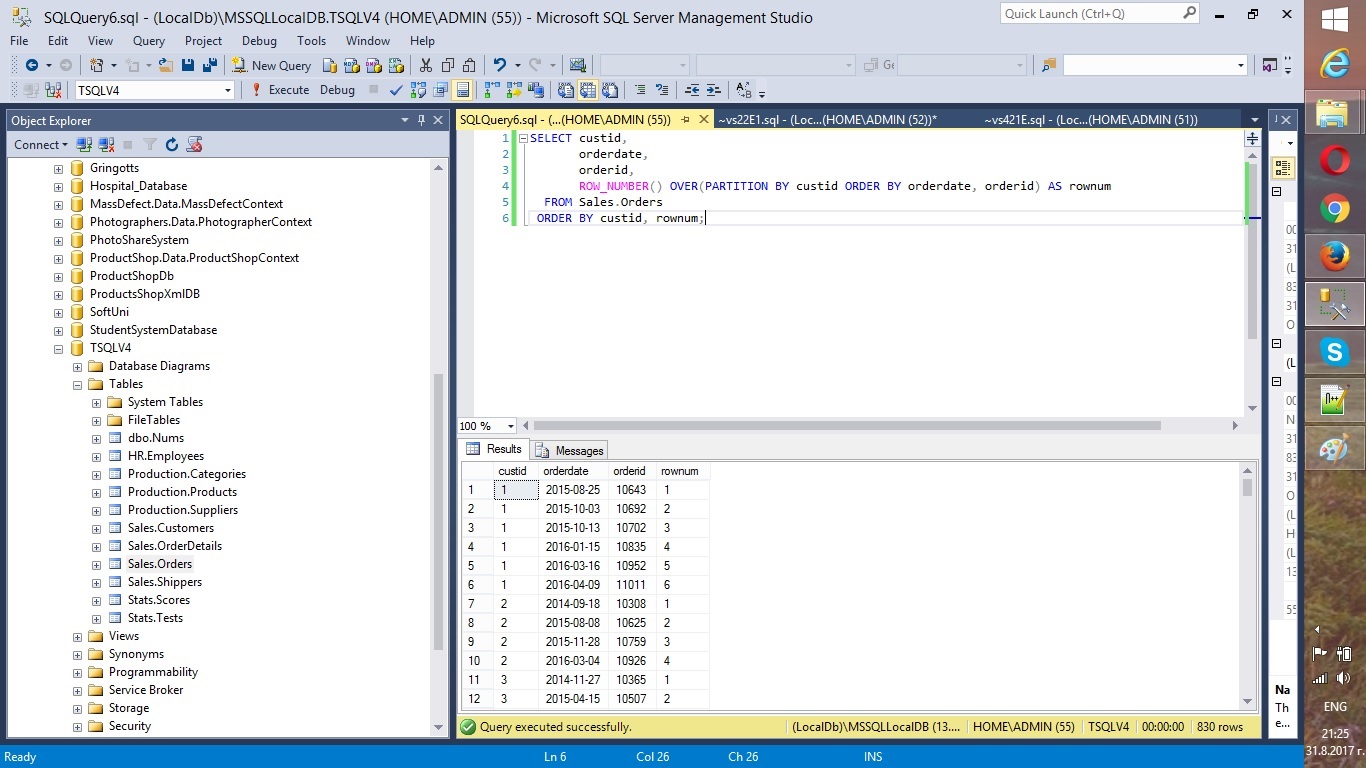 SQLQuery6.sql - (LocalDb)\MSSQLLocalDB.TSQLV4 (HOME\ADMIN (55)) - Microsoft SQL Server Management Studio
Quick Launch (Ctrl+Q)
File Edit View Query Project Debug Tools Window Help
New Query
TSQLV4
Execute Debug
Object Explorer
Connect
Gringotts
Hospital_Database
MassDefect.Data.MassDefectContext
Photographers.Data.PhotographerContext
PhotoShareSystem
ProductShop.Data.ProductShopContext
ProductShopDb
ProductsShopXmlDB
SoftUni
StudentSystemDatabase
TSQLV4
Database Diagrams
Tables
System Tables
FileTables
dbo.Nums
HR.Employees
Production.Categories
Production.Products
Production.Suppliers
Sales.Customers
Sales.OrderDetails
Sales.Orders
Sales.Shippers
Stats.Scores
Stats.Tests
Views
Synonyms
Programmability
Service Broker
Storage
Security
SQLQuery6.sql - (...(HOME\ADMIN (55)) ~vs22E1.sql - (Loc...(HOME\ADMIN (52))* ~vs421E.sql - (Loc...(HOME\ADMIN (51))
1 SELECT custid,
2 orderdate,
3 orderid,
4 ROW_NUMBER() OVER(PARTITION BY custid ORDER BY orderdate, orderid) AS rownum
5 FROM Sales.Orders
6 ORDER BY custid, rownum;
100 %
Results Messages
custid orderdate orderid rownum
1 1 2015-08-25 10643 1
2 1 2015-10-03 10692 2
3 1 2015-10-13 10702 3
4 1 2016-01-15 10835 4
5 1 2016-03-16 10952 5
6 1 2016-04-09 11011 6
7 2 2014-09-18 10308 1
8 2 2015-08-08 10625 2
9 2 2015-11-28 10759 3
10 2 2016-03-04 10926 4
11 3 2014-11-27 10365 1
12 3 2015-04-15 10507 2
Query executed successfully.
(LocalDb)\MSSQLLocalDB (13.... HOME\ADMIN (55) TSQLV4 00:00:00 830 rows
Na
Th
e...
Ready Ln 6 Col 26 Ch 26 INS
ENG
21:25
31.8.2017 г.